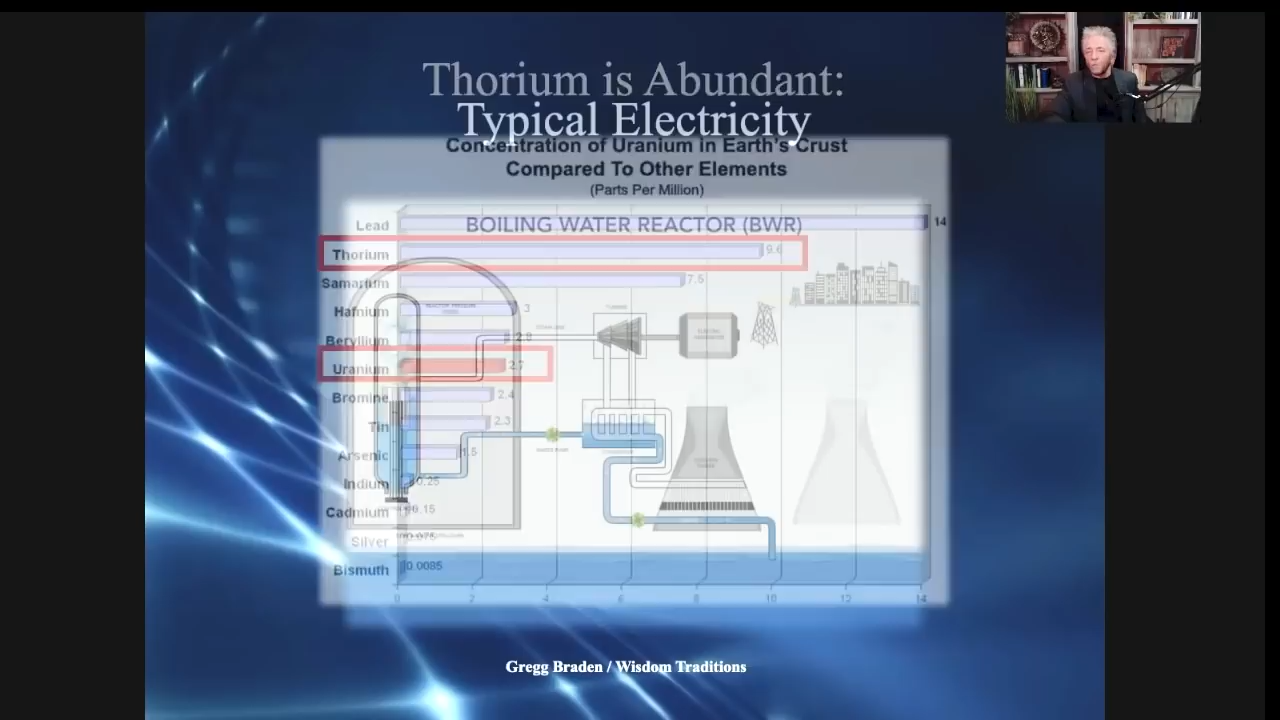 Thorium is Abundant:
Typical Electricity
Concentration of Uranium in Earth's Crust
Compared To Other Elements
(Parts Per Million)
BOILING WATER REACTOR (BWR)
Lead 14
Thorium 9.6
Samarium 7.5
Hafnium 3
Beryllium 2.8
Uranium 2.7
Bromine 2.4
Tin 2.3
Arsenic 1.5
Indium 0.25
Cadmium 0.15
Silver 0.075
Bismuth 0.0085
0 2 4 6 8 10 12 14
Gregg Braden / Wisdom Traditions